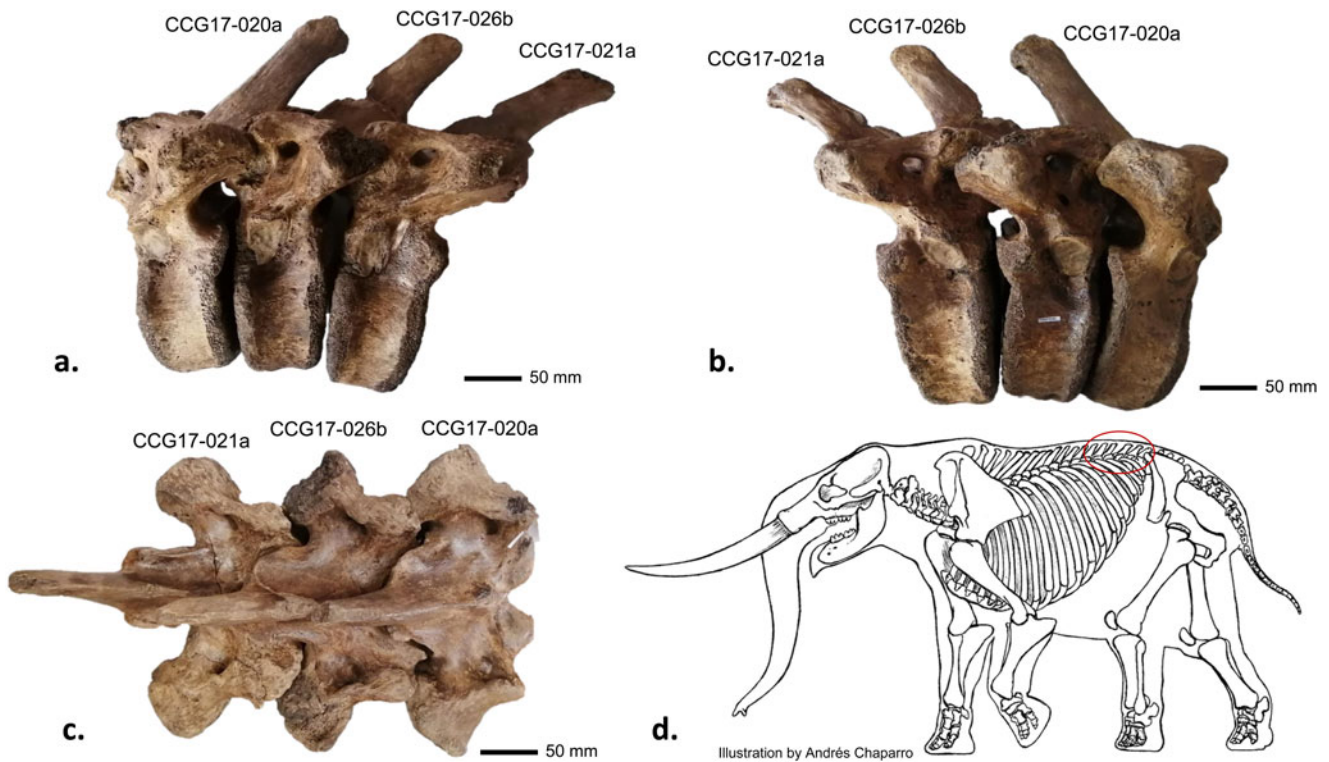 CCG17-020a
CCG17-026b
CCG17-021a
a.
50 mm
CCG17-021a
CCG17-026b
CCG17-020a
b.
50 mm
CCG17-021a
CCG17-026b
CCG17-020a
c.
50 mm
d.
Illustration by Andrés Chaparro